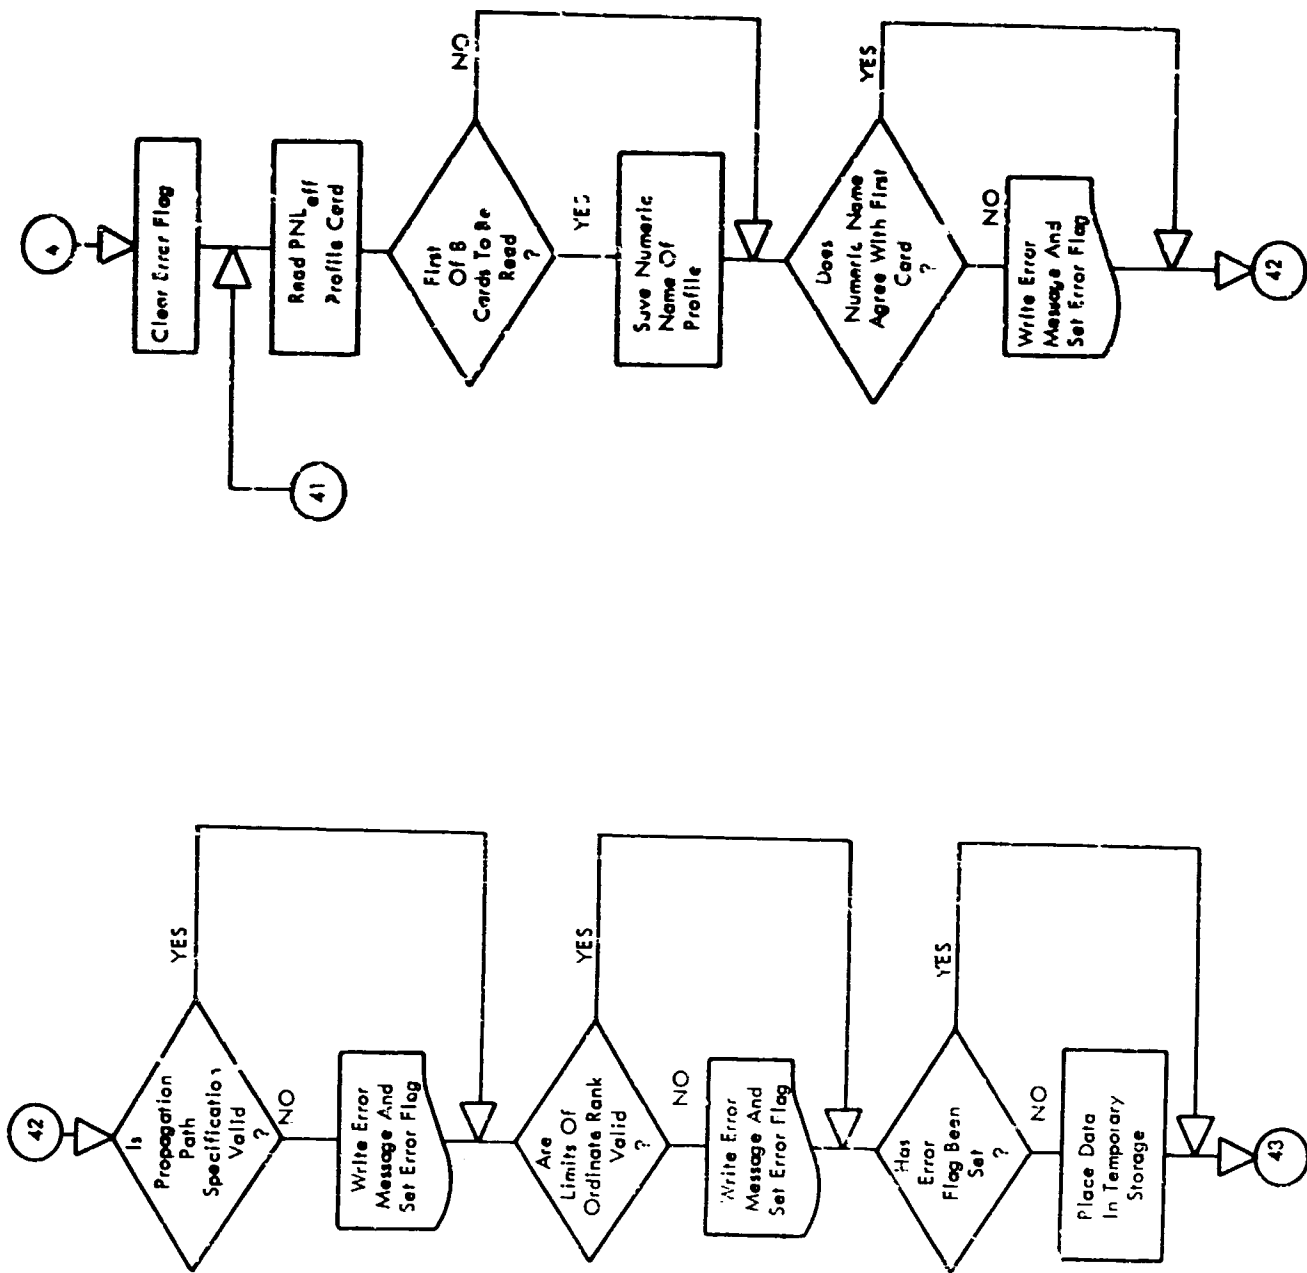 4
Clear Error Flag
41
Read PNL eff
Profile Card
First
Of B
Cards To Be
Read
?
NO
YES
Save Numeric
Name Of
Profile
Does
Numeric Name
Agree With First
Card
?
YES
NO
Write Error
Message And
Set Error Flag
42
42
Is
Propagation
Path
Specification
Valid
?
YES
NO
Write Error
Message And
Set Error Flag
Are
Limits Of
Ordinate Rank
Valid
?
YES
NO
Write Error
Message And
Set Error Flag
Has
Error
Flag Been
Set
?
YES
NO
Place Data
In Temporary
Storage
43